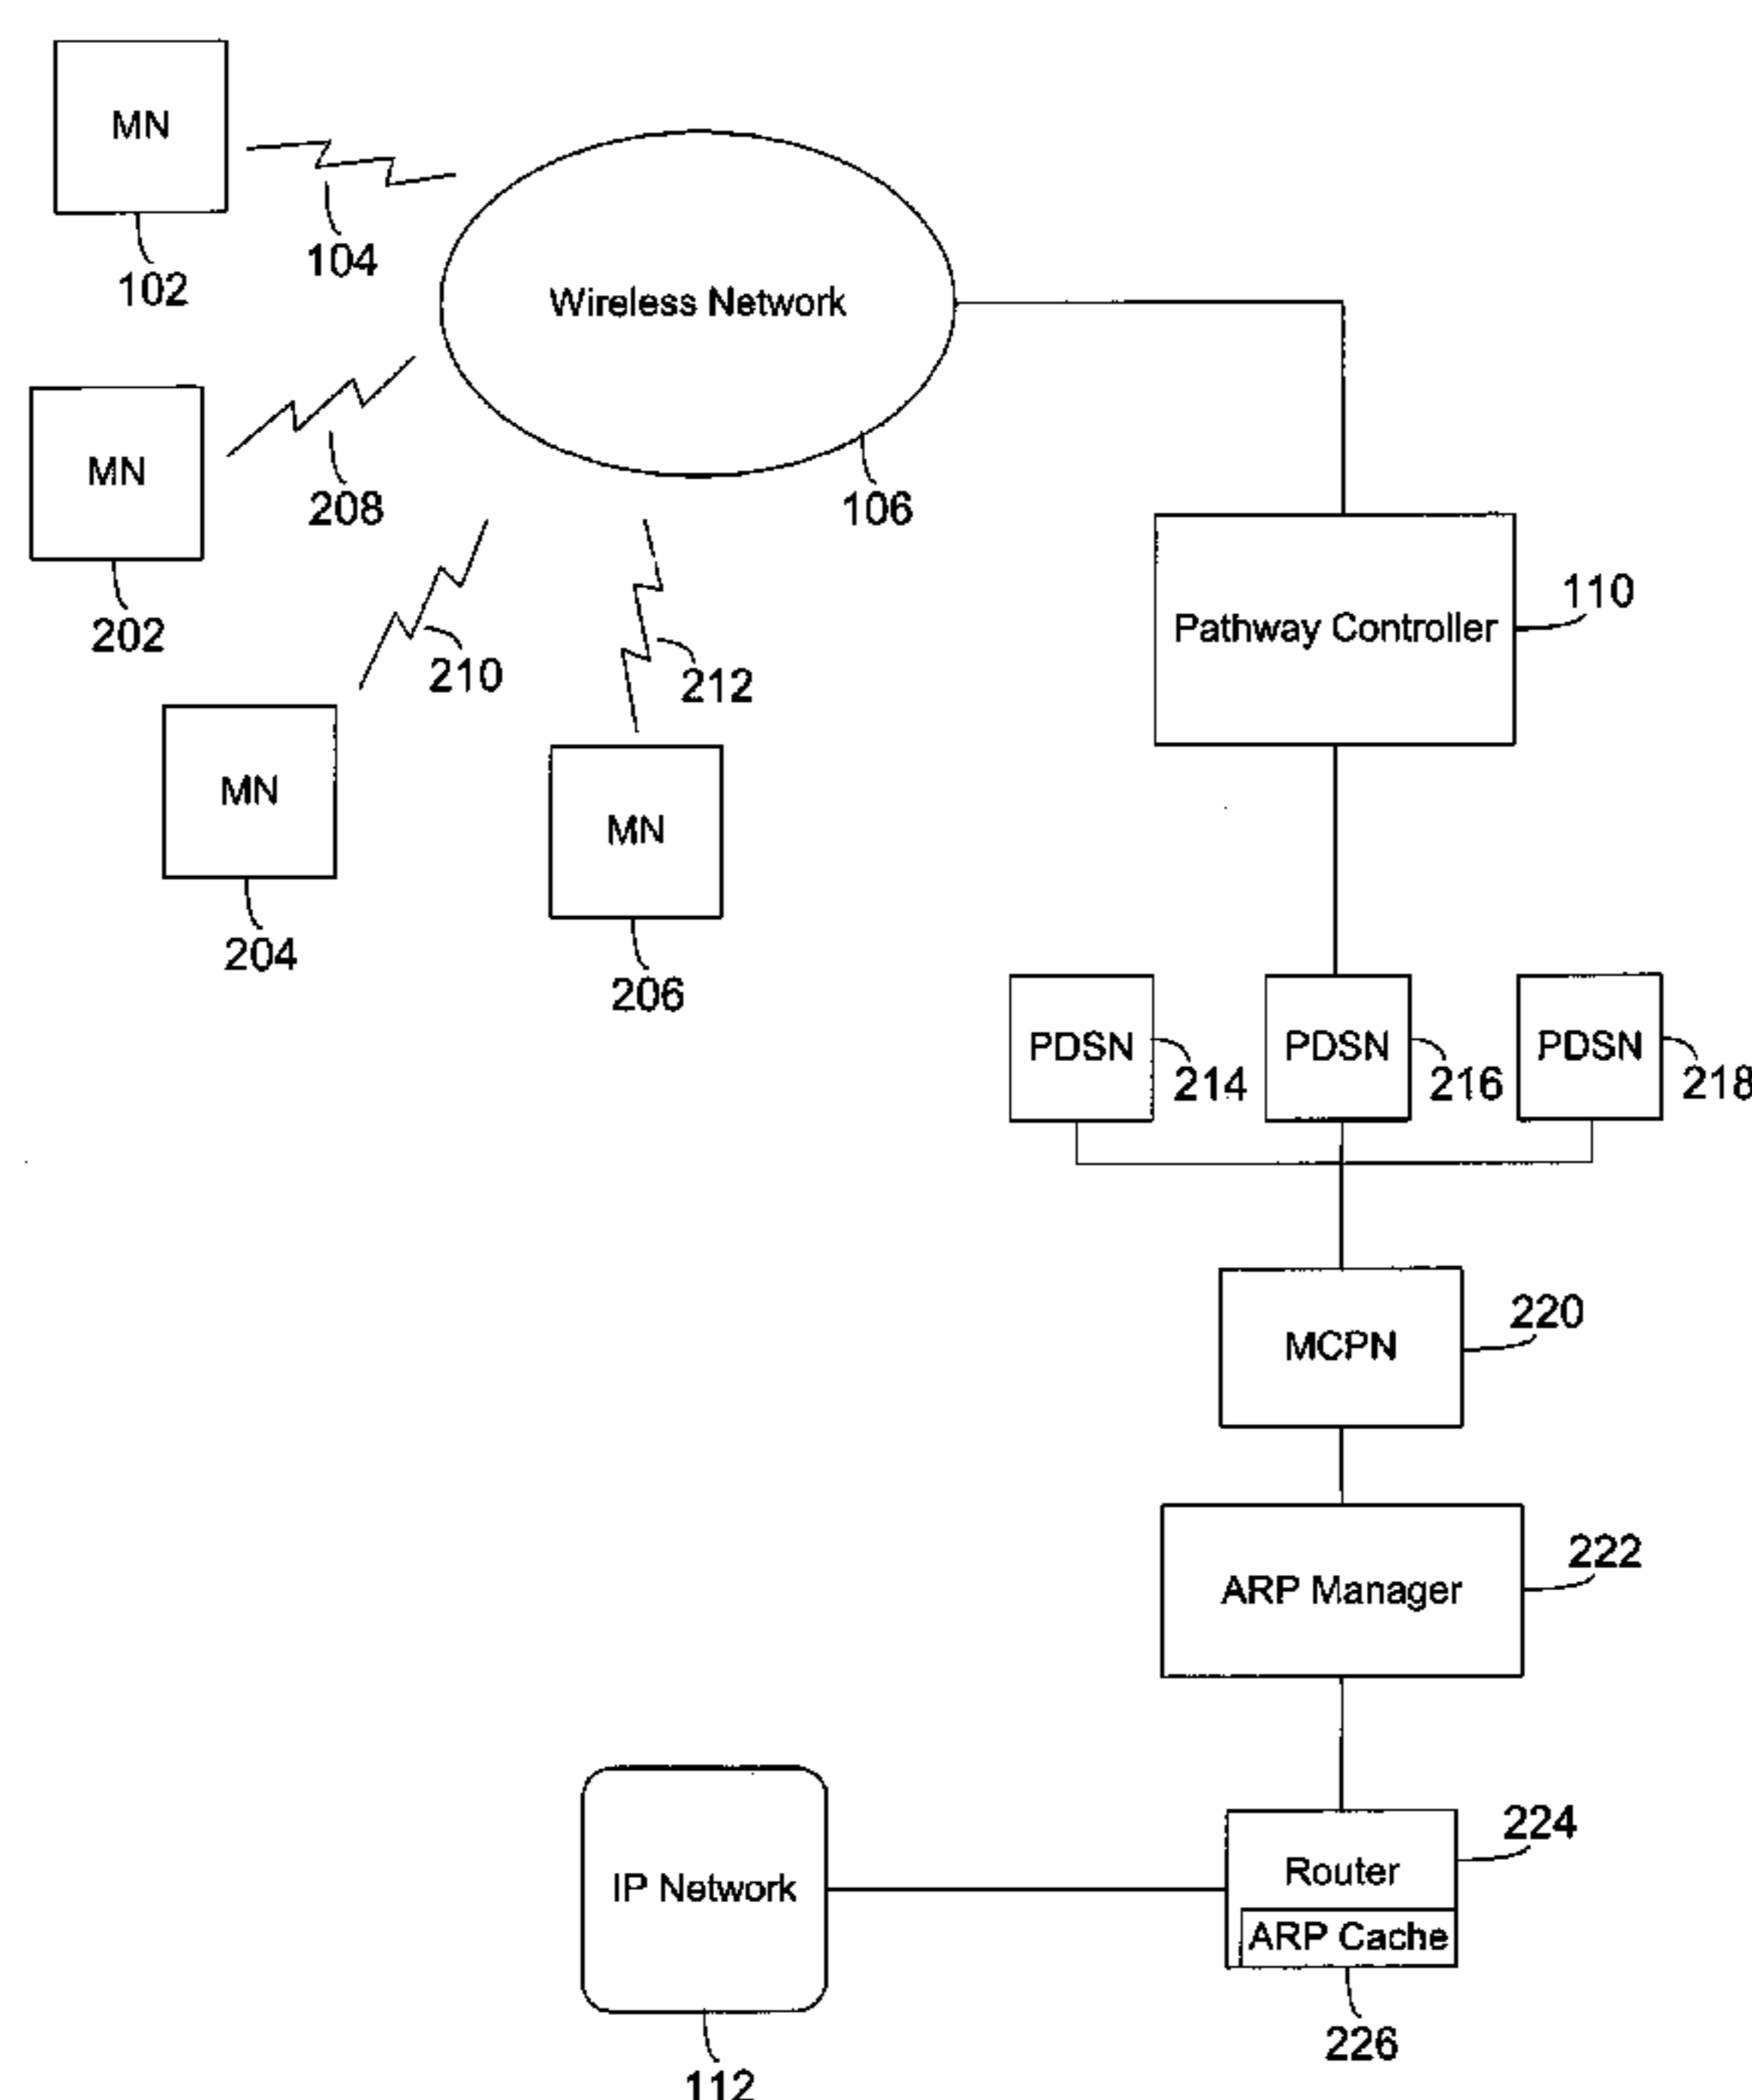 MN
104
102
Wireless Network
MN
208
106
202
110
Pathway Controller
210
212
MN
MN
204
206
PDSN
214
PDSN
216
PDSN
218
220
MCPN
222
ARP Manager
224
Router
IP Network
ARP Cache
226
112